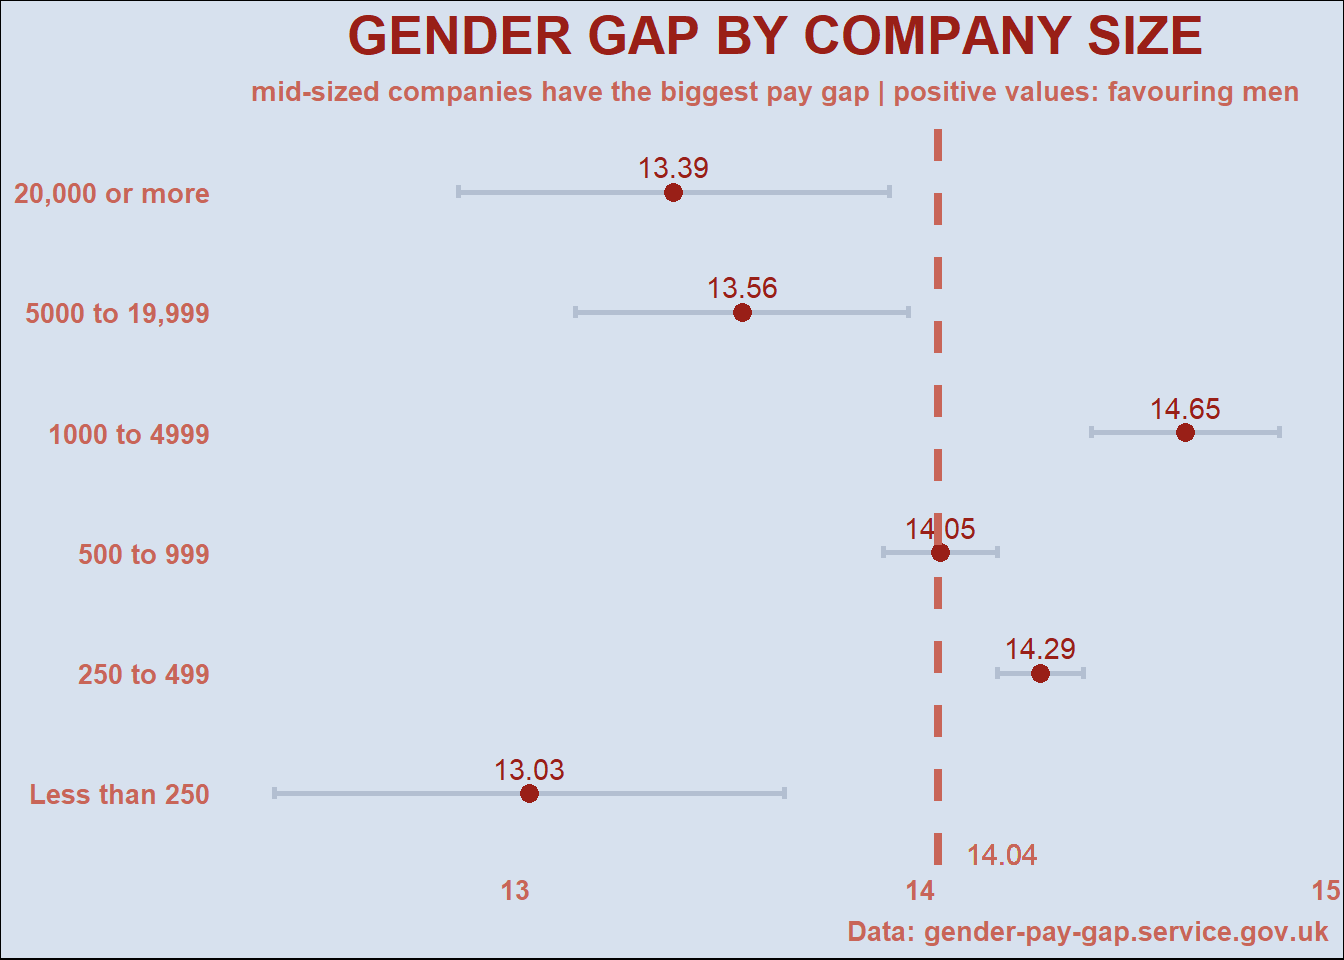 GENDER GAP BY COMPANY SIZE
mid-sized companies have the biggest pay gap | positive values: favouring men
13.39
20,000 or more
13.56
5000 to 19,999
14.65
1000 to 4999
14.05
500 to 999
14.29
250 to 499
13.03
Less than 250
14.04
13 14 15
Data: gender-pay-gap.service.gov.uk